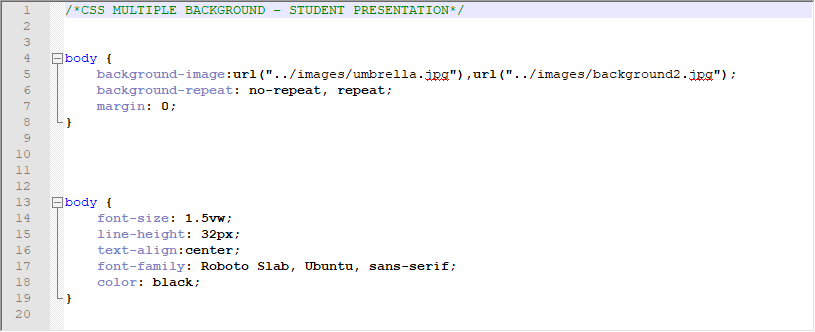 1 /*CSS MULTIPLE BACKGROUND - STUDENT PRESENTATION*/
2
3
4 body {
5 background-image:url("../images/umbrella.jpg"),url("../images/background2.jpg");
6 background-repeat: no-repeat, repeat;
7 margin: 0;
8 }
9
10
11
12
13 body {
14 font-size: 1.5vw;
15 line-height: 32px;
16 text-align:center;
17 font-family: Roboto Slab, Ubuntu, sans-serif;
18 color: black;
19 }
20